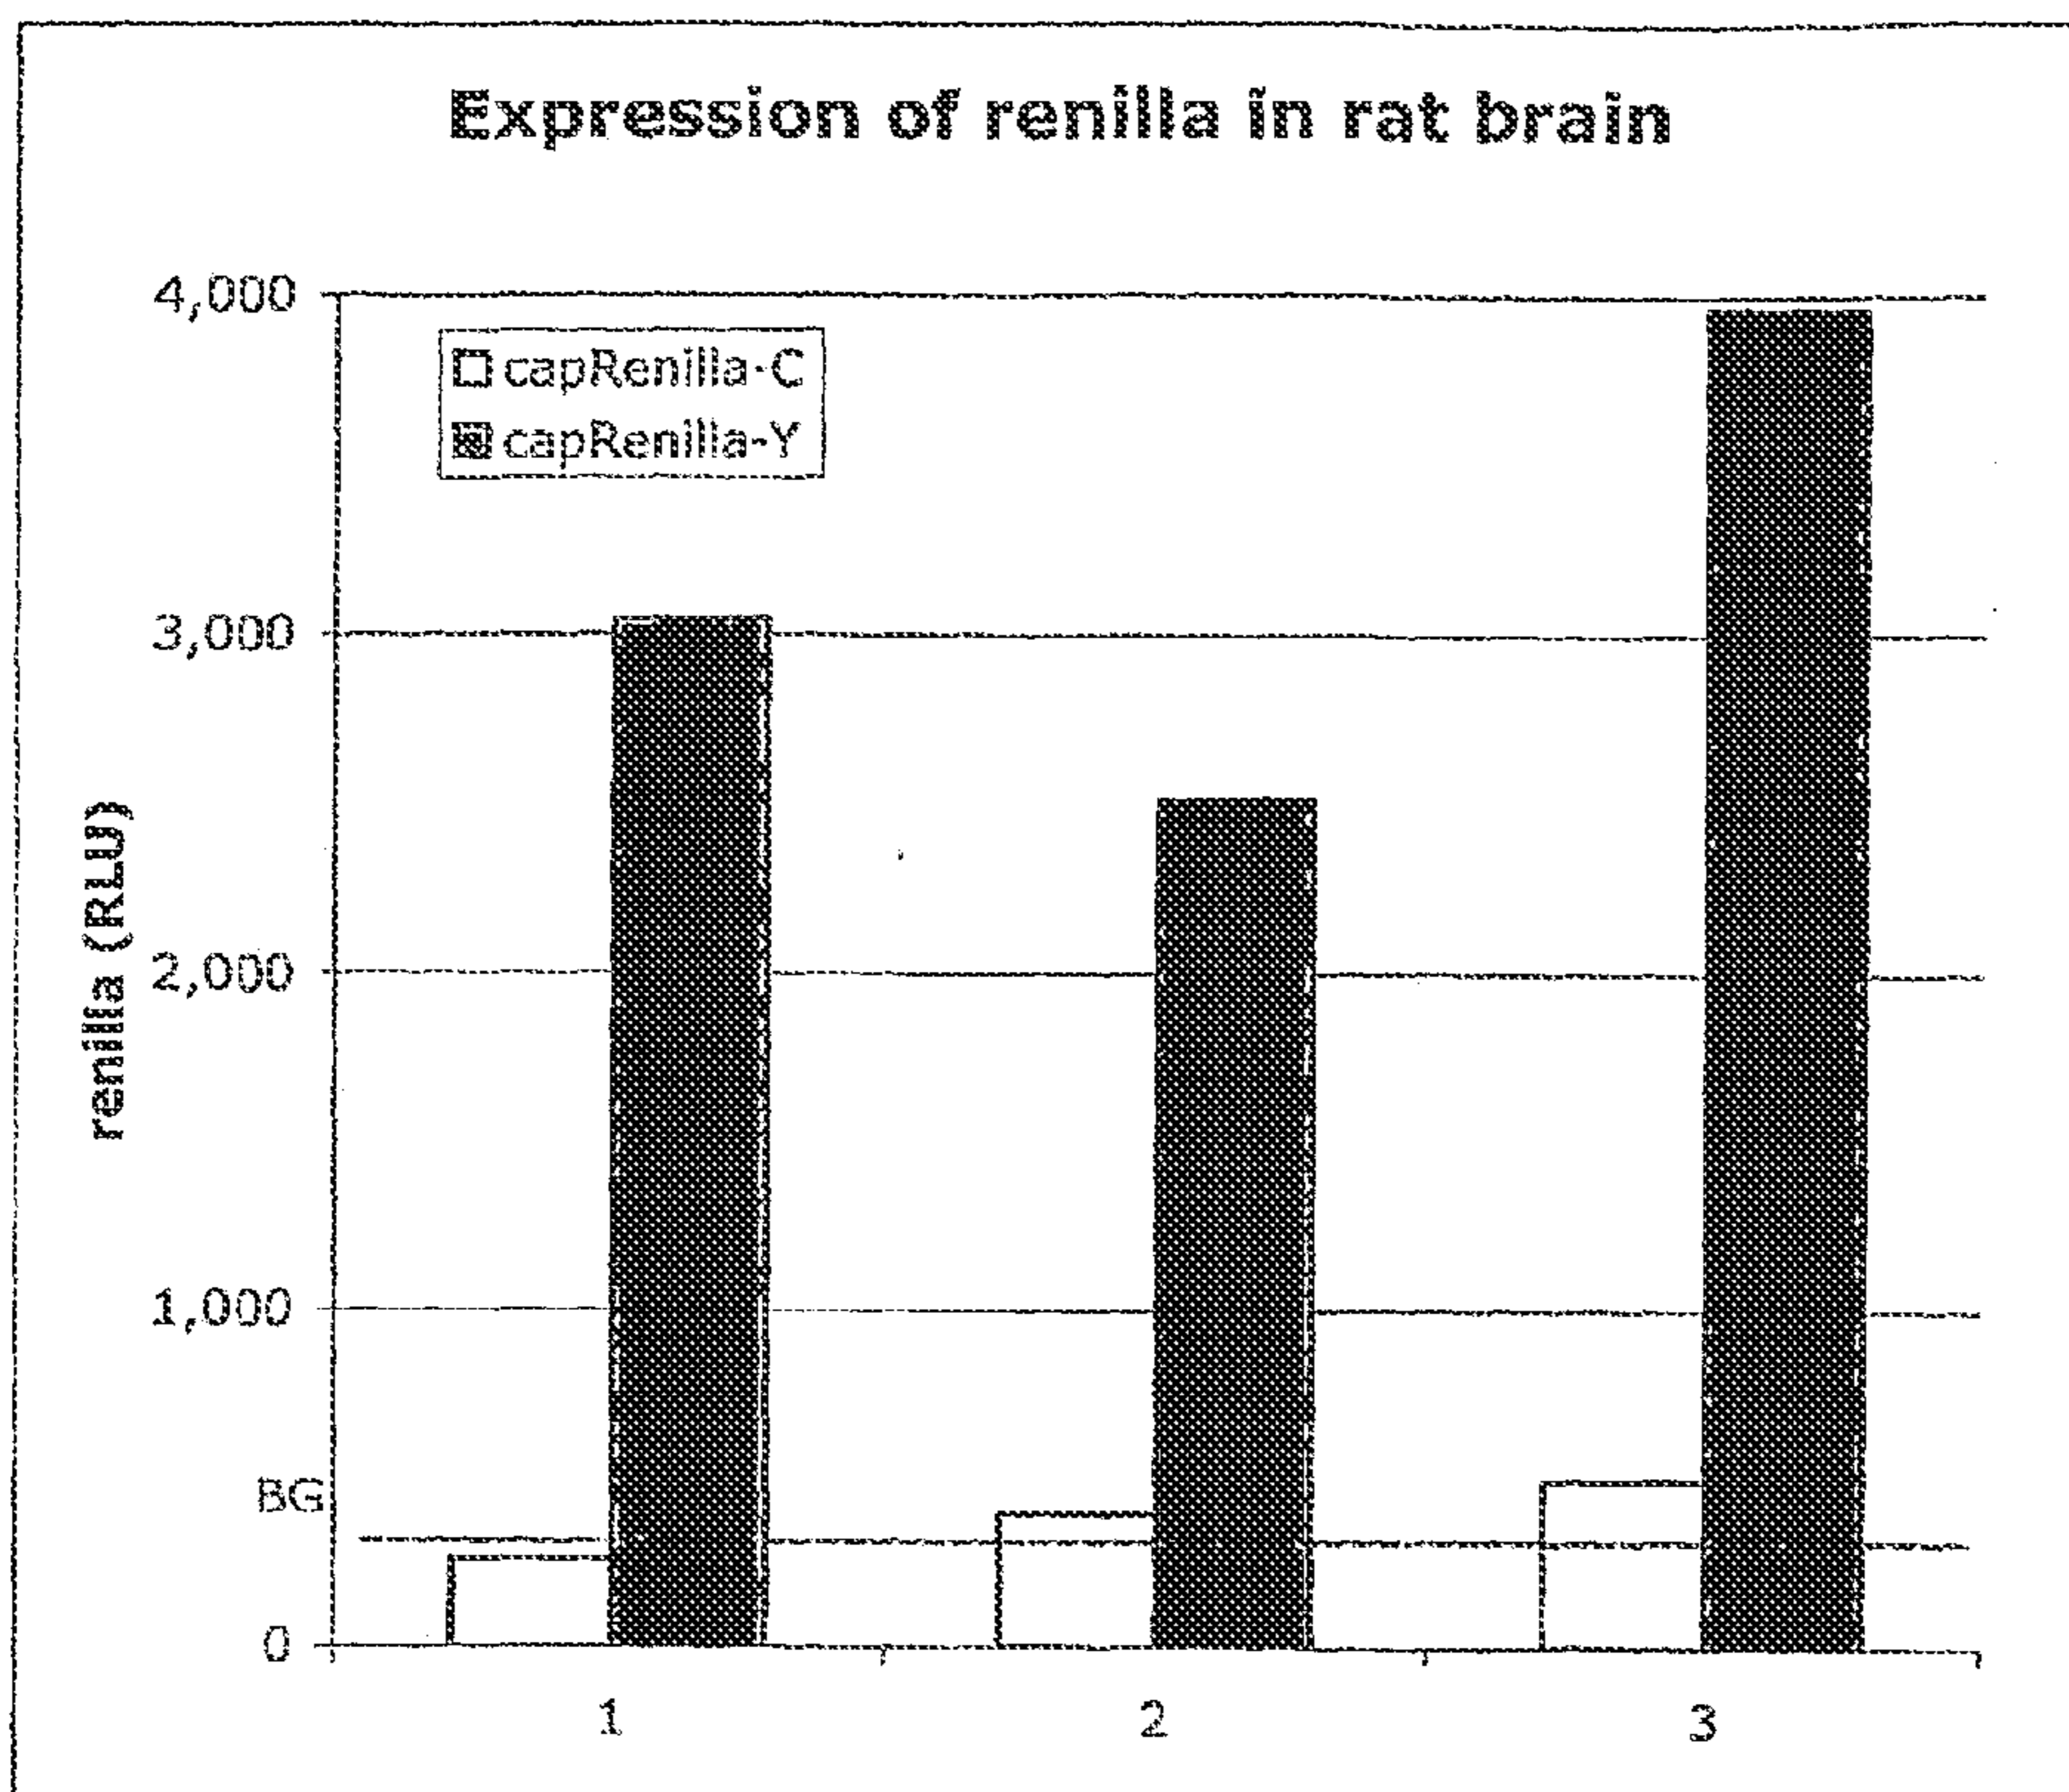 Expression of renilla in rat brain
4,000
capRenilla-C
capRenilla-Y
3,000
renilla (RLU)
2,000
1,000
BG
0
1 2 3